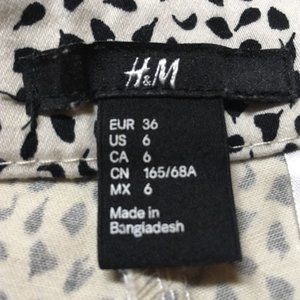 H&M
EUR 36
US 6
CA 6
CN 165/68A
MX 6
Made in
Bangladesh